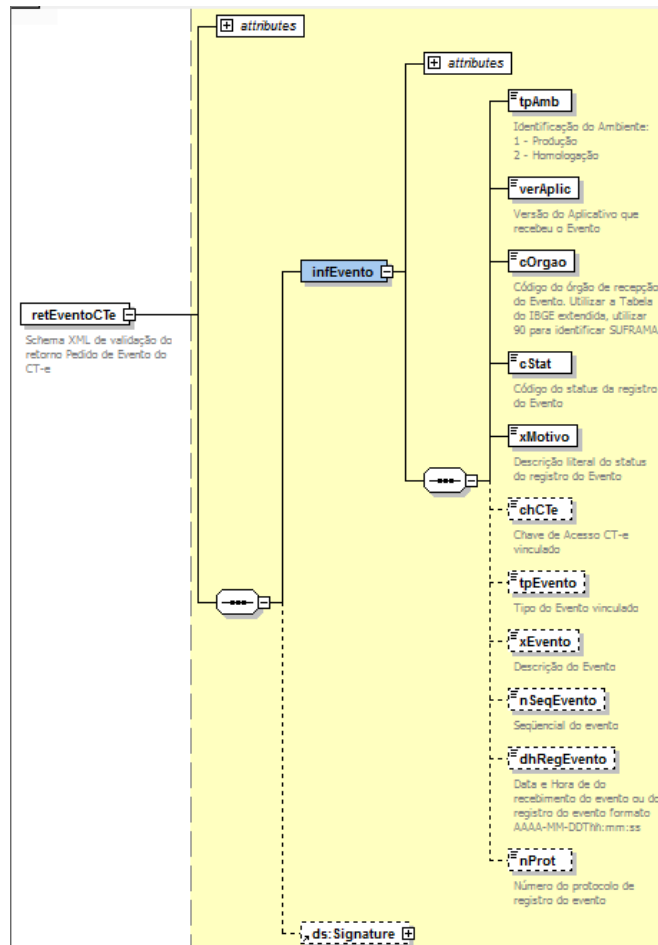 attributes
attributes
tpAmb
Identificação do Ambiente:
1 - Produção
2 - Homologação
verAplic
Versão do Aplicativo que
recebeu o Evento
cOrgao
Código do órgão de recepção
do Evento. Utilizar a Tabela
do IBGE extendida, utilizar
90 para identificar SUFRAMA
infEvento
retEventoCTe
Schema XML de validação do
retorno Pedido de Evento do
CT-e
cStat
Código do status da registro
do Evento
xMotivo
Descrição literal do status
do registro do Evento
chCTe
Chave de Acesso CT-e
vinculado
tpEvento
Tipo do Evento vinculado
xEvento
Descrição do Evento
nSeqEvento
Seqüencial do evento
dhRegEvento
Data e Hora de do
recebimento do evento ou do
registro do evento formato
AAAA-MM-DDThh:mm:ss
nProt
Número do protocolo de
registro do evento
ds:Signature